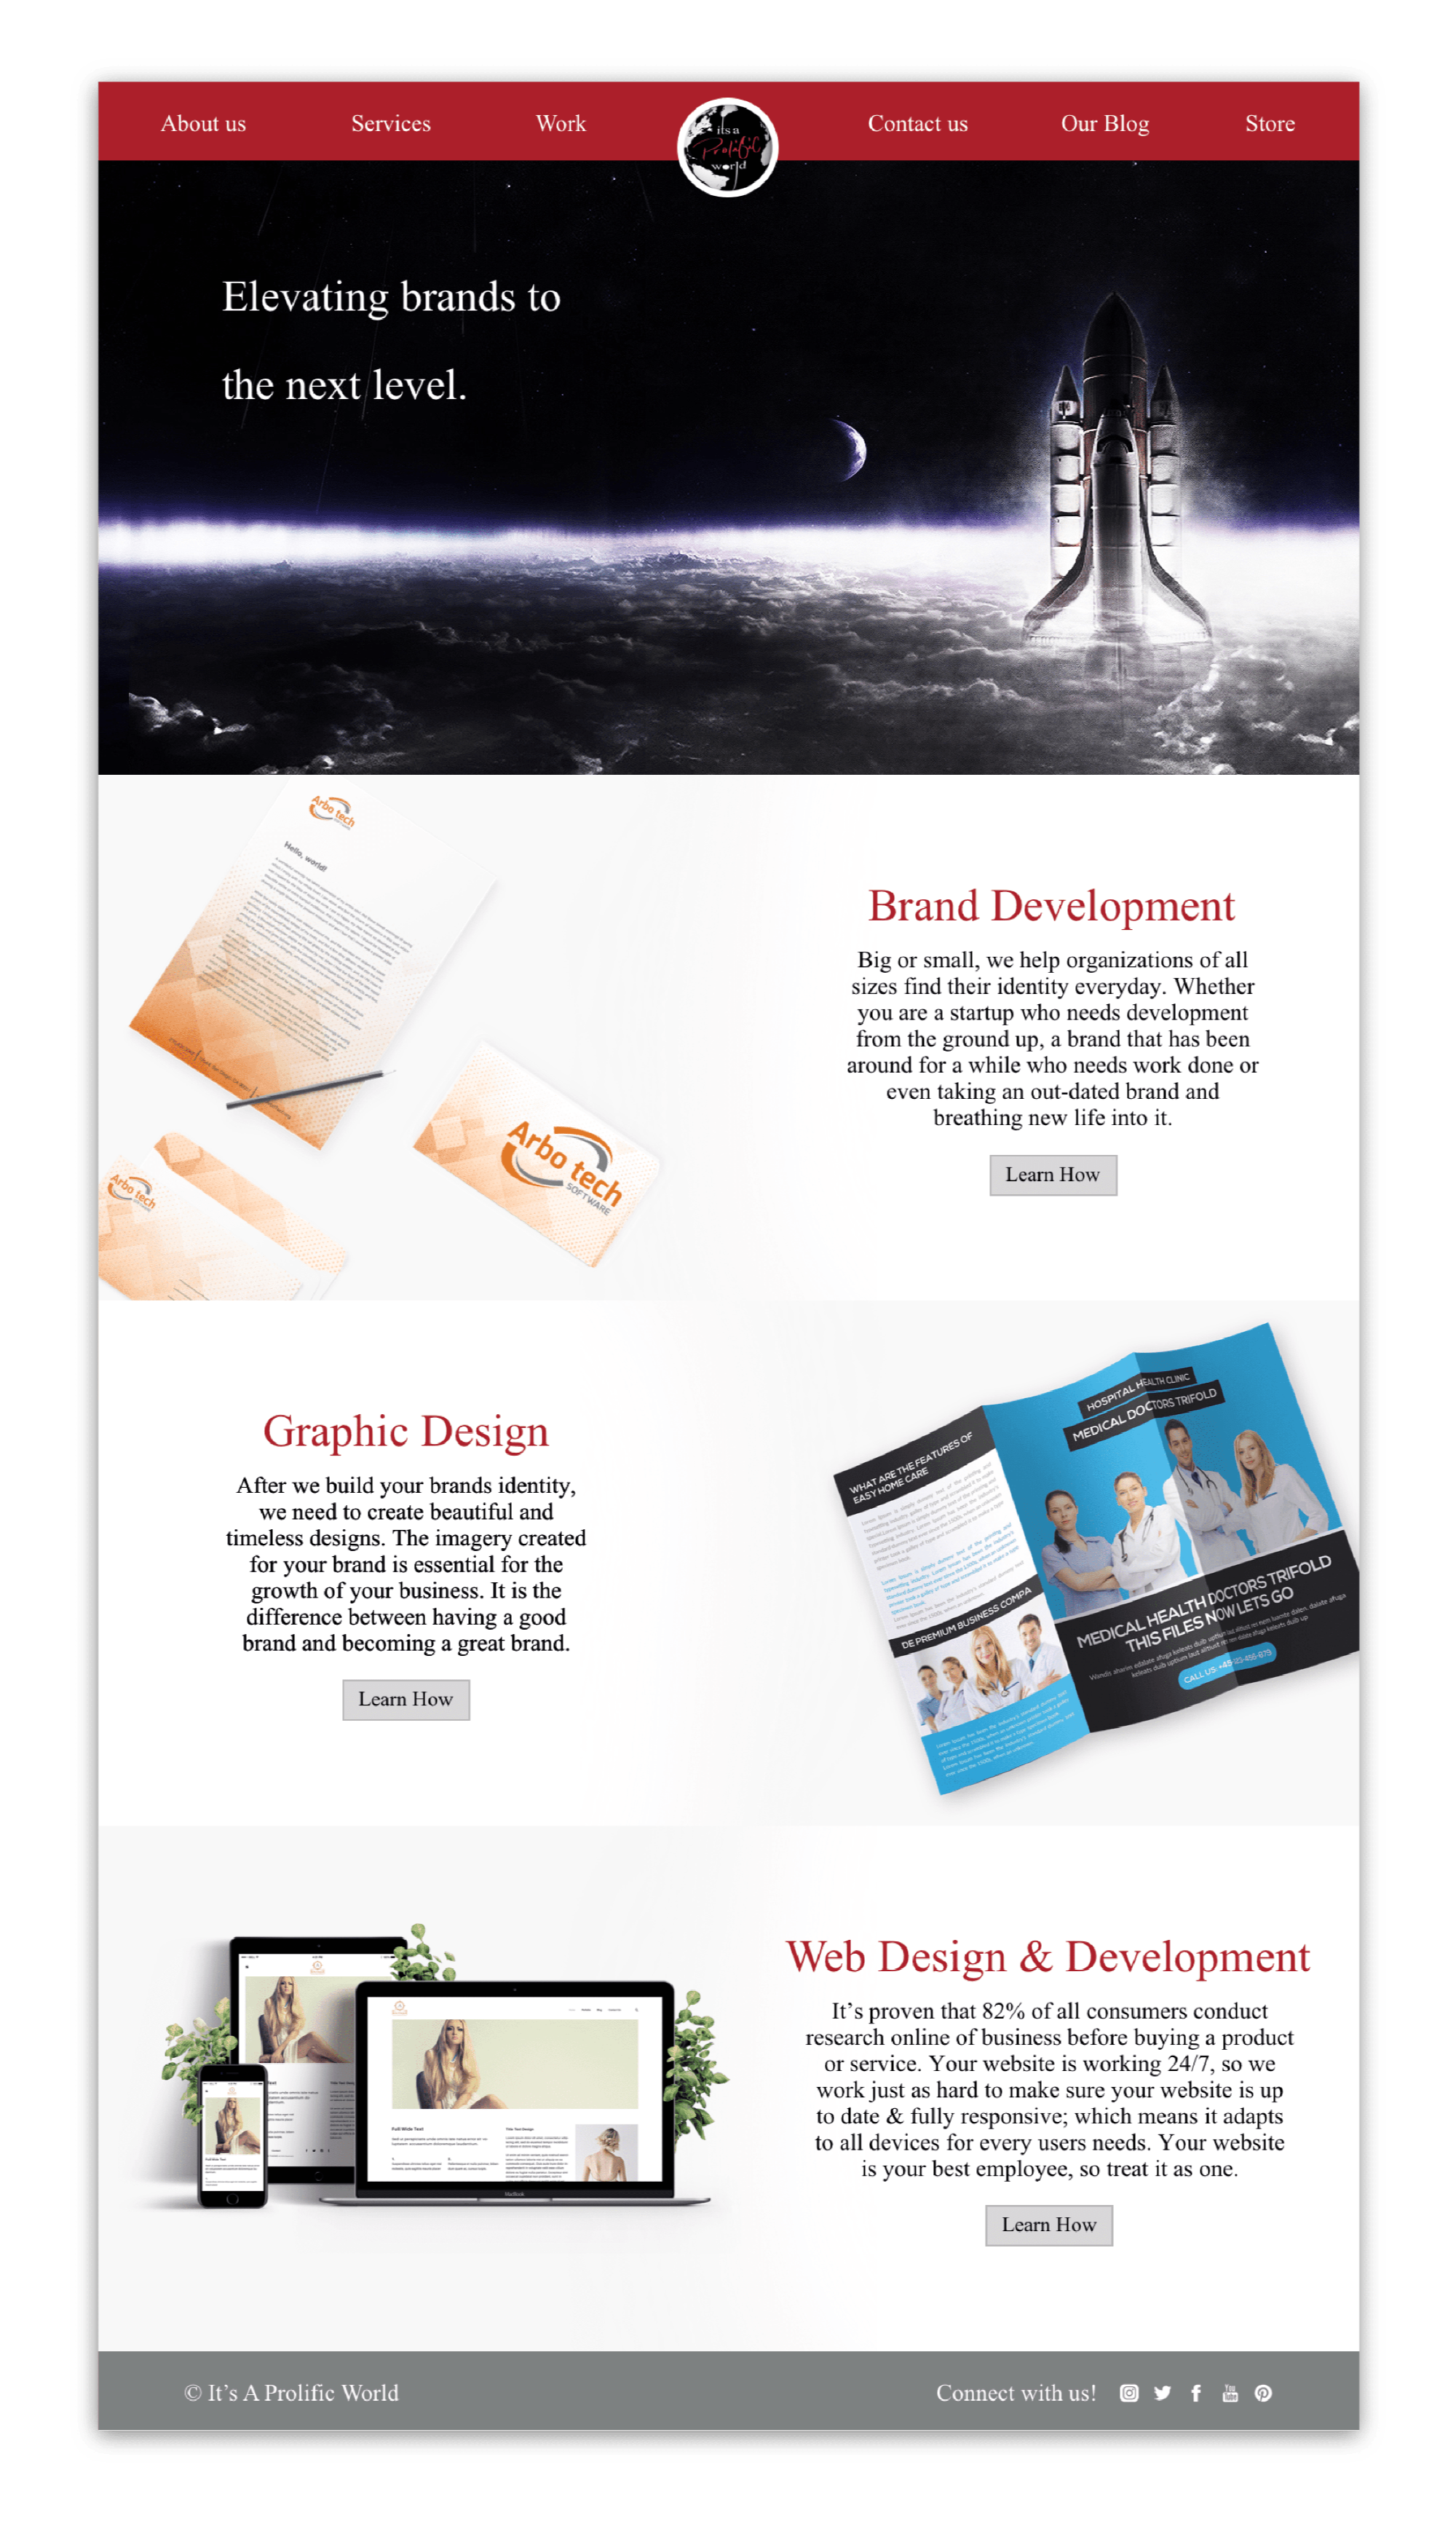 About us
Services
Work
its a
Prolific
world
Contact us
Our Blog
Store
Elevating brands to
the next level.
Arbo tech
Hello, world!
Arbo tech
SOFTWARE
Arbo tech
SOFTWARE
Brand Development
Big or small, we help organizations of all
sizes find their identity everyday. Whether
you are a startup who needs development
from the ground up, a brand that has been
around for a while who needs work done or
even taking an out-dated brand and
breathing new life into it.
Learn How
Graphic Design
After we build your brands identity,
we need to create beautiful and
timeless designs. The imagery created
for your brand is essential for the
growth of your business. It is the
difference between having a good
brand and becoming a great brand.
Learn How
HOSPITAL HEALTH CLINIC
MEDICAL DOCTORS TRIFOLD
WHAT ARE THE FEATURES OF
EASY HOME CARE
DE PREMIUM BUSINESS COMPA
MEDICAL HEALTH DOCTORS TRIFOLD
THIS FILES NOW LETS GO
CALL US: +45-123-456-679
Full Wide Text
Title Text Design
MacBook
Web Design & Development
It’s proven that 82% of all consumers conduct
research online of business before buying a product
or service. Your website is working 24/7, so we
work just as hard to make sure your website is up
to date & fully responsive; which means it adapts
to all devices for every users needs. Your website
is your best employee, so treat it as one.
Learn How
© It’s A Prolific World
Connect with us!
You
Tube